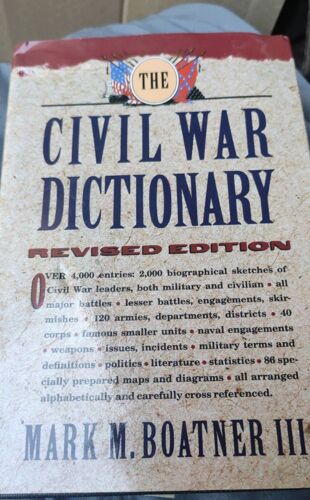 THE
CIVIL WAR
DICTIONARY
REVISED EDITION
OVER 4,000 entries: 2,000 biographical sketches of
Civil War leaders, both military and civilian • all
major battles • lesser battles, engagements, skir-
mishes • 120 armies, departments, districts • 40
corps • famous smaller units • naval engagements
• weapons • issues, incidents • military terms and
definitions • politics • literature • statistics • 86 spe-
cially prepared maps and diagrams • all arranged
alphabetically and carefully cross referenced.
MARK M. BOATNER III